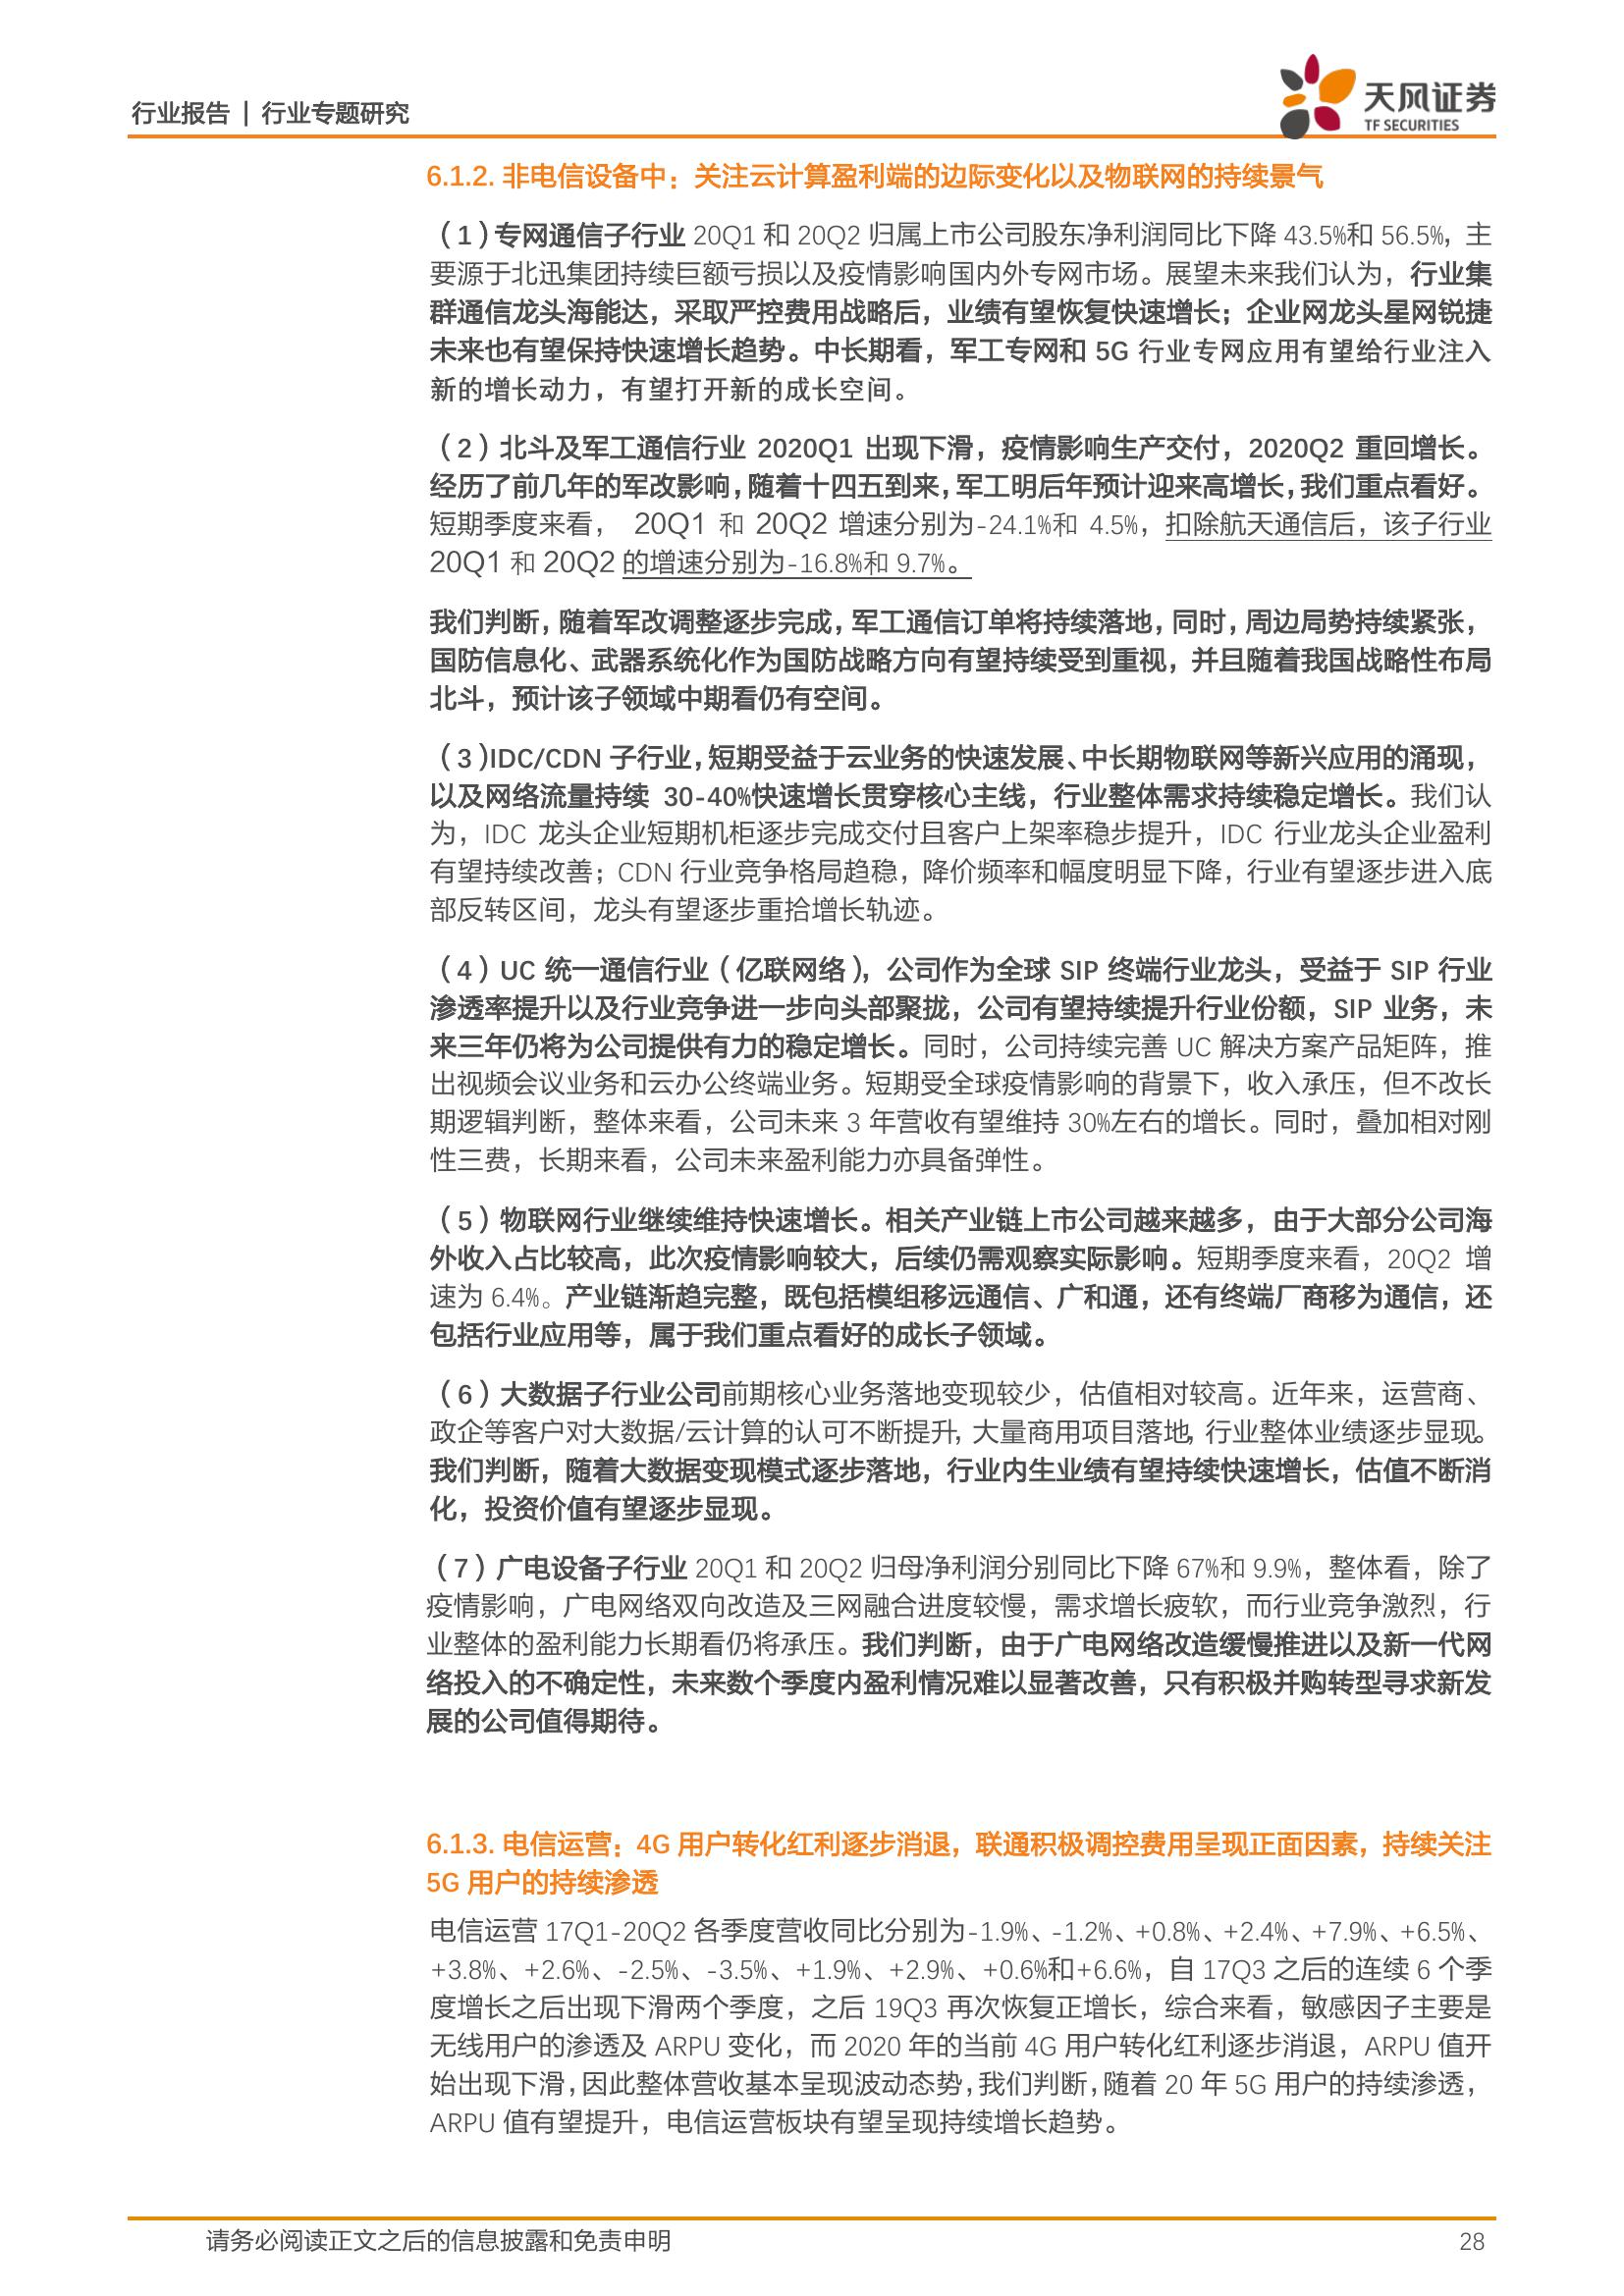 行业报告 | 行业专题研究
天风证券
TF SECURITIES
6.1.2. 非电信设备中：关注云计算盈利端的边际变化以及物联网的持续景气
（1）专网通信子行业 20Q1 和 20Q2 归属上市公司股东净利润同比下降 43.5%和 56.5%，主
要源于北迅集团持续巨额亏损以及疫情影响国内外专网市场。展望未来我们认为，行业集
群通信龙头海能达，采取严控费用战略后，业绩有望恢复快速增长；企业网龙头星网锐捷
未来也有望保持快速增长趋势。中长期看，军工专网和 5G 行业专网应用有望给行业注入
新的增长动力，有望打开新的成长空间。
（2）北斗及军工通信行业 2020Q1 出现下滑，疫情影响生产交付，2020Q2 重回增长。
经历了前几年的军改影响，随着十四五到来，军工明后年预计迎来高增长，我们重点看好。
短期季度来看， 20Q1 和 20Q2 增速分别为-24.1%和 4.5%，扣除航天通信后，该子行业
20Q1 和 20Q2 的增速分别为-16.8%和 9.7%。
我们判断，随着军改调整逐步完成，军工通信订单将持续落地，同时，周边局势持续紧张，
国防信息化、武器系统化作为国防战略方向有望持续受到重视，并且随着我国战略性布局
北斗，预计该子领域中期看仍有空间。
（3）IDC/CDN 子行业，短期受益于云业务的快速发展、中长期物联网等新兴应用的涌现，
以及网络流量持续 30-40%快速增长贯穿核心主线，行业整体需求持续稳定增长。我们认
为，IDC 龙头企业短期机柜逐步完成交付且客户上架率稳步提升，IDC 行业龙头企业盈利
有望持续改善；CDN 行业竞争格局趋稳，降价频率和幅度明显下降，行业有望逐步进入底
部反转区间，龙头有望逐步重拾增长轨迹。
（4）UC 统一通信行业（亿联网络），公司作为全球 SIP 终端行业龙头，受益于 SIP 行业
渗透率提升以及行业竞争进一步向头部聚拢，公司有望持续提升行业份额，SIP 业务，未
来三年仍将为公司提供有力的稳定增长。同时，公司持续完善 UC 解决方案产品矩阵，推
出视频会议业务和云办公终端业务。短期受全球疫情影响的背景下，收入承压，但不改长
期逻辑判断，整体来看，公司未来 3 年营收有望维持 30%左右的增长。同时，叠加相对刚
性三费，长期来看，公司未来盈利能力亦具备弹性。
（5）物联网行业继续维持快速增长。相关产业链上市公司越来越多，由于大部分公司海
外收入占比较高，此次疫情影响较大，后续仍需观察实际影响。短期季度来看，20Q2 增
速为 6.4%。产业链渐趋完整，既包括模组移远通信、广和通，还有终端厂商移为通信，还
包括行业应用等，属于我们重点看好的成长子领域。
（6）大数据子行业公司前期核心业务落地变现较少，估值相对较高。近年来，运营商、
政企等客户对大数据/云计算的认可不断提升，大量商用项目落地，行业整体业绩逐步显现。
我们判断，随着大数据变现模式逐步落地，行业内生业绩有望持续快速增长，估值不断消
化，投资价值有望逐步显现。
（7）广电设备子行业 20Q1 和 20Q2 归母净利润分别同比下降 67%和 9.9%，整体看，除了
疫情影响，广电网络双向改造及三网融合进度较慢，需求增长疲软，而行业竞争激烈，行
业整体的盈利能力长期看仍将承压。我们判断，由于广电网络改造缓慢推进以及新一代网
络投入的不确定性，未来数个季度内盈利情况难以显著改善，只有积极并购转型寻求新发
展的公司值得期待。
6.1.3. 电信运营：4G 用户转化红利逐步消退，联通积极调控费用呈现正面因素，持续关注
5G 用户的持续渗透
电信运营 17Q1-20Q2 各季度营收同比分别为-1.9%、-1.2%、+0.8%、+2.4%、+7.9%、+6.5%、
+3.8%、+2.6%、-2.5%、-3.5%、+1.9%、+2.9%、+0.6%和+6.6%，自 17Q3 之后的连续 6 个季
度增长之后出现下滑两个季度，之后 19Q3 再次恢复正增长，综合来看，敏感因子主要是
无线用户的渗透及 ARPU 变化，而 2020 年的当前 4G 用户转化红利逐步消退，ARPU 值开
始出现下滑，因此整体营收基本呈现波动态势，我们判断，随着 20 年 5G 用户的持续渗透，
ARPU 值有望提升，电信运营板块有望呈现持续增长趋势。
请务必阅读正文之后的信息披露和免责申明
28